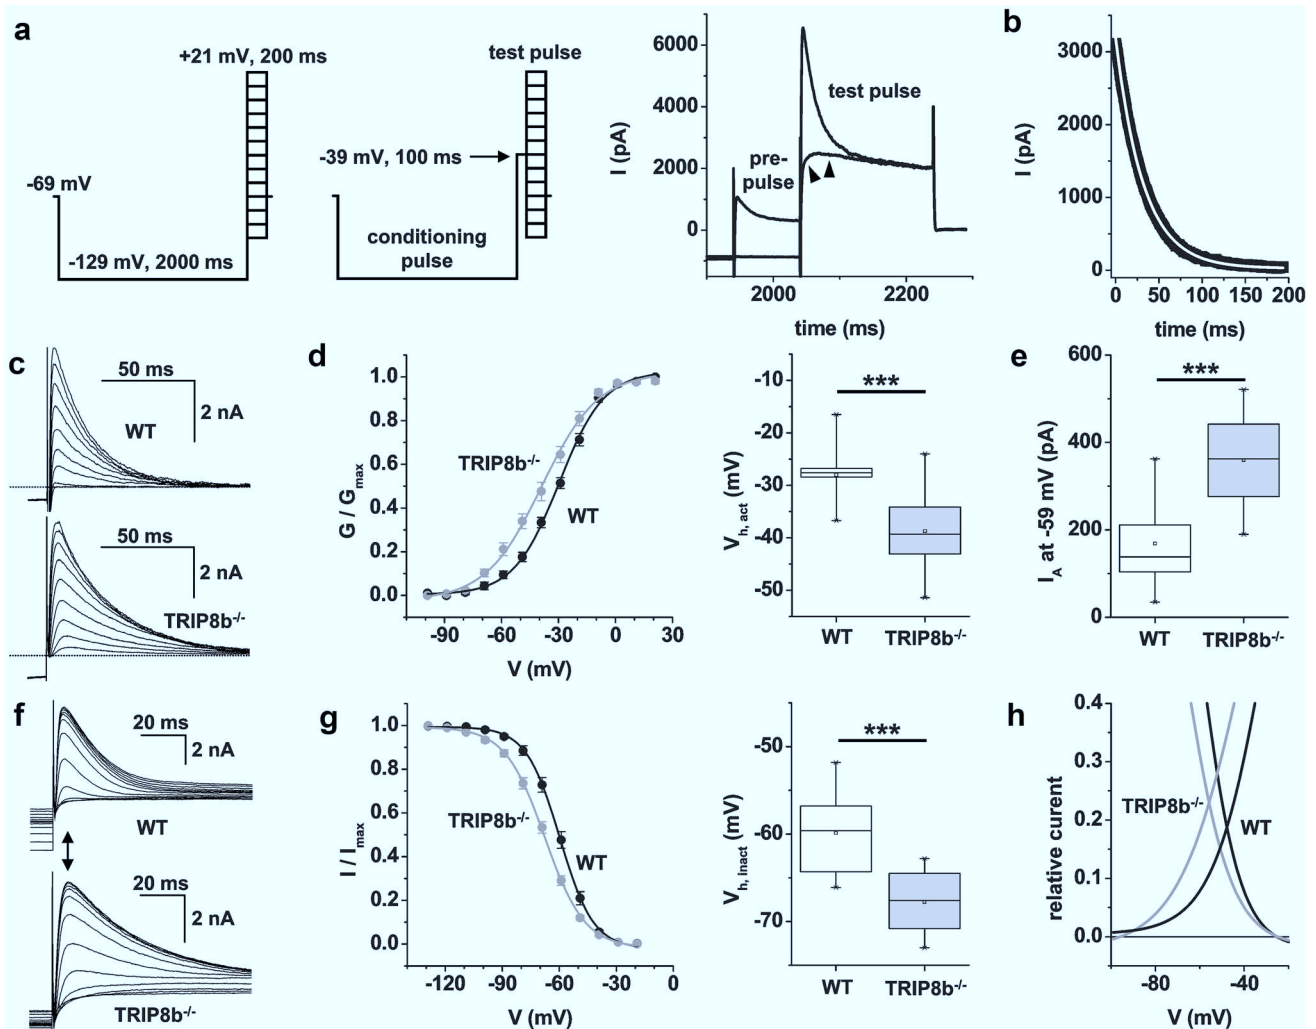 a
+21 mV, 200 ms
-69 mV
-129 mV, 2000 ms
test pulse
-39 mV, 100 ms
conditioning
pulse
I (pA)
6000
4000
2000
0
test pulse
pre-
pulse
2000
2200
time (ms)
b
I (pA)
3000
2000
1000
0
0
50
100
150
200
time (ms)
c
50 ms
2 nA
WT
50 ms
2 nA
TRIP8b-/-
d
G / Gmax
1.0
0.8
0.6
0.4
0.2
0.0
TRIP8b-/-
WT
-90
-60
-30
0
30
V (mV)
Vh, act (mV)
-10
-20
-30
-40
-50
***
WT
TRIP8b-/-
e
IA at -59 mV (pA)
600
400
200
0
***
WT
TRIP8b-/-
f
20 ms
2 nA
WT
20 ms
2 nA
TRIP8b-/-
g
I / Imax
1.0
0.8
0.6
0.4
0.2
0.0
TRIP8b-/-
WT
-120
-90
-60
-30
0
V (mV)
Vh, inact (mV)
-50
-60
-70
***
WT
TRIP8b-/-
h
relative curent
0.4
0.3
0.2
0.1
0.0
TRIP8b-/-
WT
-80
-40
V (mV)